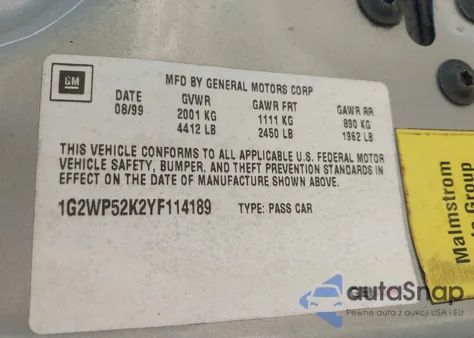 GM
MFD BY GENERAL MOTORS CORP
DATE GVWR GAWR FRT GAWR RR
08/99 2001 KG 1111 KG 890 KG
4412 LB 2450 LB 1962 LB
THIS VEHICLE CONFORMS TO ALL APPLICABLE U.S. FEDERAL MOTOR
VEHICLE SAFETY, BUMPER, AND THEFT PREVENTION STANDARDS IN
EFFECT ON THE DATE OF MANUFACTURE SHOWN ABOVE.
1G2WP52K2YF114189 TYPE: PASS CAR
Malmstrom
Group
autoSnap
Pewne auta z aukcji USA i EU